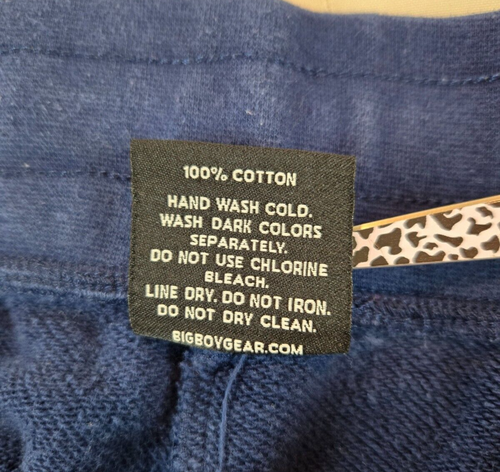 100% COTTON
HAND WASH COLD.
WASH DARK COLORS
SEPARATELY.
DO NOT USE CHLORINE
BLEACH.
LINE DRY. DO NOT IRON.
DO NOT DRY CLEAN.
BIGBOYGEAR.COM